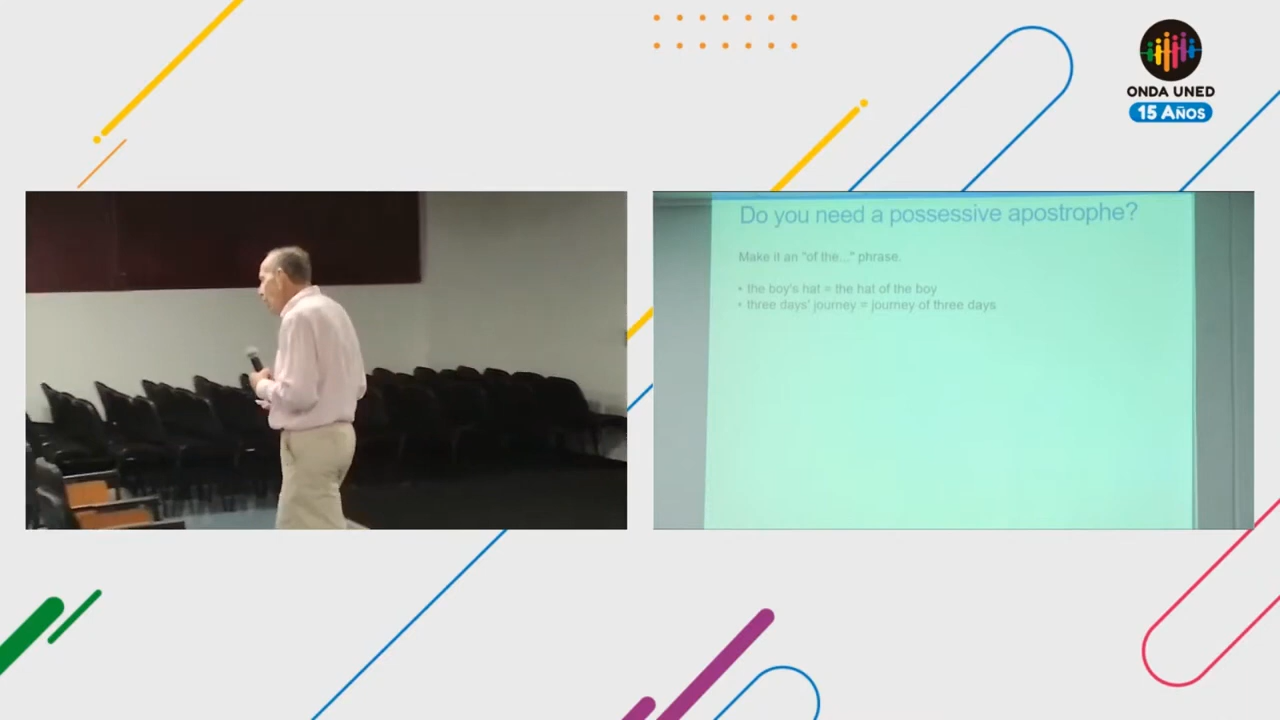 ONDA UNED
15 AÑOS
Do you need a possessive apostrophe?
Make it an "of the..." phrase.
• the boy's hat = the hat of the boy
• three days' journey = journey of three days